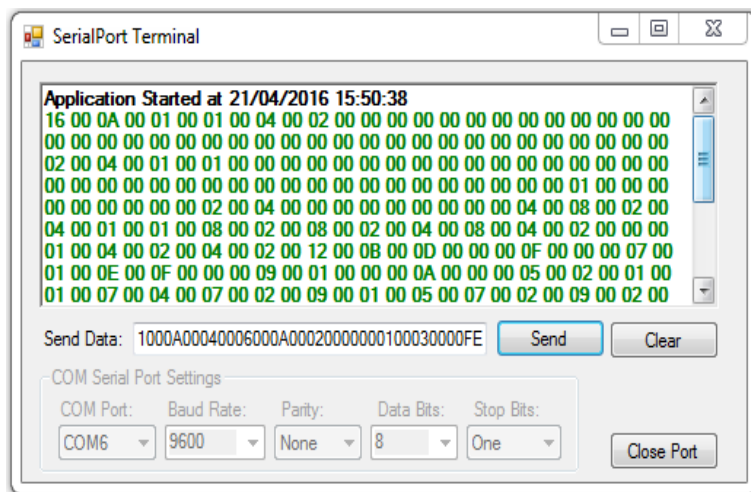 SerialPort Terminal
Application Started at 21/04/2016 15:50:38
16 00 0A 00 01 00 01 00 04 00 02 00 00 00 00 00 00 00 00 00 00 00 00 00
00 00 00 00 00 00 00 00 00 00 00 00 00 00 00 00 00 00 00 00 00 00 00 00
02 00 04 00 01 00 01 00 00 00 00 00 00 00 00 00 00 00 00 00 00 00 00 00
00 00 00 00 00 00 00 00 00 00 00 00 00 00 00 00 00 00 00 00 01 00 00 00
00 00 00 00 00 00 02 00 04 00 00 00 00 00 00 00 00 00 04 00 08 00 02 00
04 00 01 00 01 00 08 00 02 00 08 00 02 00 04 00 08 00 04 00 02 00 00 00
01 00 04 00 02 00 04 00 02 00 12 00 0B 00 0D 00 00 00 0F 00 00 00 07 00
01 00 0E 00 0F 00 00 00 09 00 01 00 00 00 0A 00 00 00 05 00 02 00 01 00
01 00 07 00 04 00 07 00 02 00 09 00 01 00 05 00 07 00 02 00 09 00 02 00
Send Data: 1000A00040006000A0002000000100030000FE Send Clear
COM Serial Port Settings
COM Port: Baud Rate: Parity: Data Bits: Stop Bits:
COM6 9600 None 8 One
Close Port